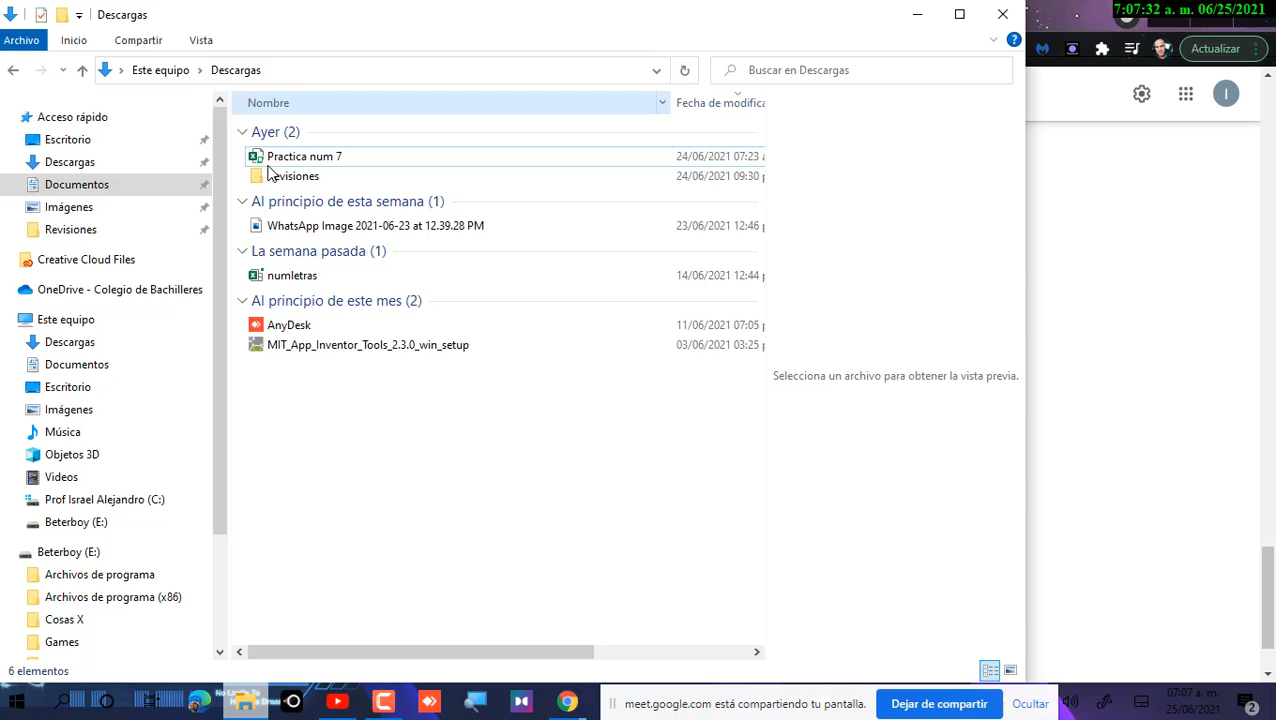 Descargas
7:07:32 a. m. 06/25/2021
Archivo Inicio Compartir Vista
Actualizar
Este equipo Descargas
Buscar en Descargas
Nombre Fecha de modifica
Acceso rápido
Escritorio
Descargas
Documentos
Imágenes
Revisiones
Creative Cloud Files
OneDrive - Colegio de Bachilleres
Este equipo
Descargas
Documentos
Escritorio
Imágenes
Música
Objetos 3D
Videos
Prof Israel Alejandro (C:)
Beterboy (E:)
Beterboy (E:)
Archivos de programa
Archivos de programa (x86)
Cosas X
Games
Ayer (2)
Practica num 7 24/06/2021 07:23 a
evisiones 24/06/2021 09:30 p
Al principio de esta semana (1)
WhatsApp Image 2021-06-23 at 12.39.28 PM 23/06/2021 12:46 p
La semana pasada (1)
numletras 14/06/2021 12:44 p
Al principio de este mes (2)
AnyDesk 11/06/2021 07:05 p
MIT_App_Inventor_Tools_2.3.0_win_setup 03/06/2021 03:25 p
Selecciona un archivo para obtener la vista previa.
I
6 elementos
meet.google.com está compartiendo tu pantalla.
Dejar de compartir
Ocultar
07:07 a. m.
25/06/2021
2